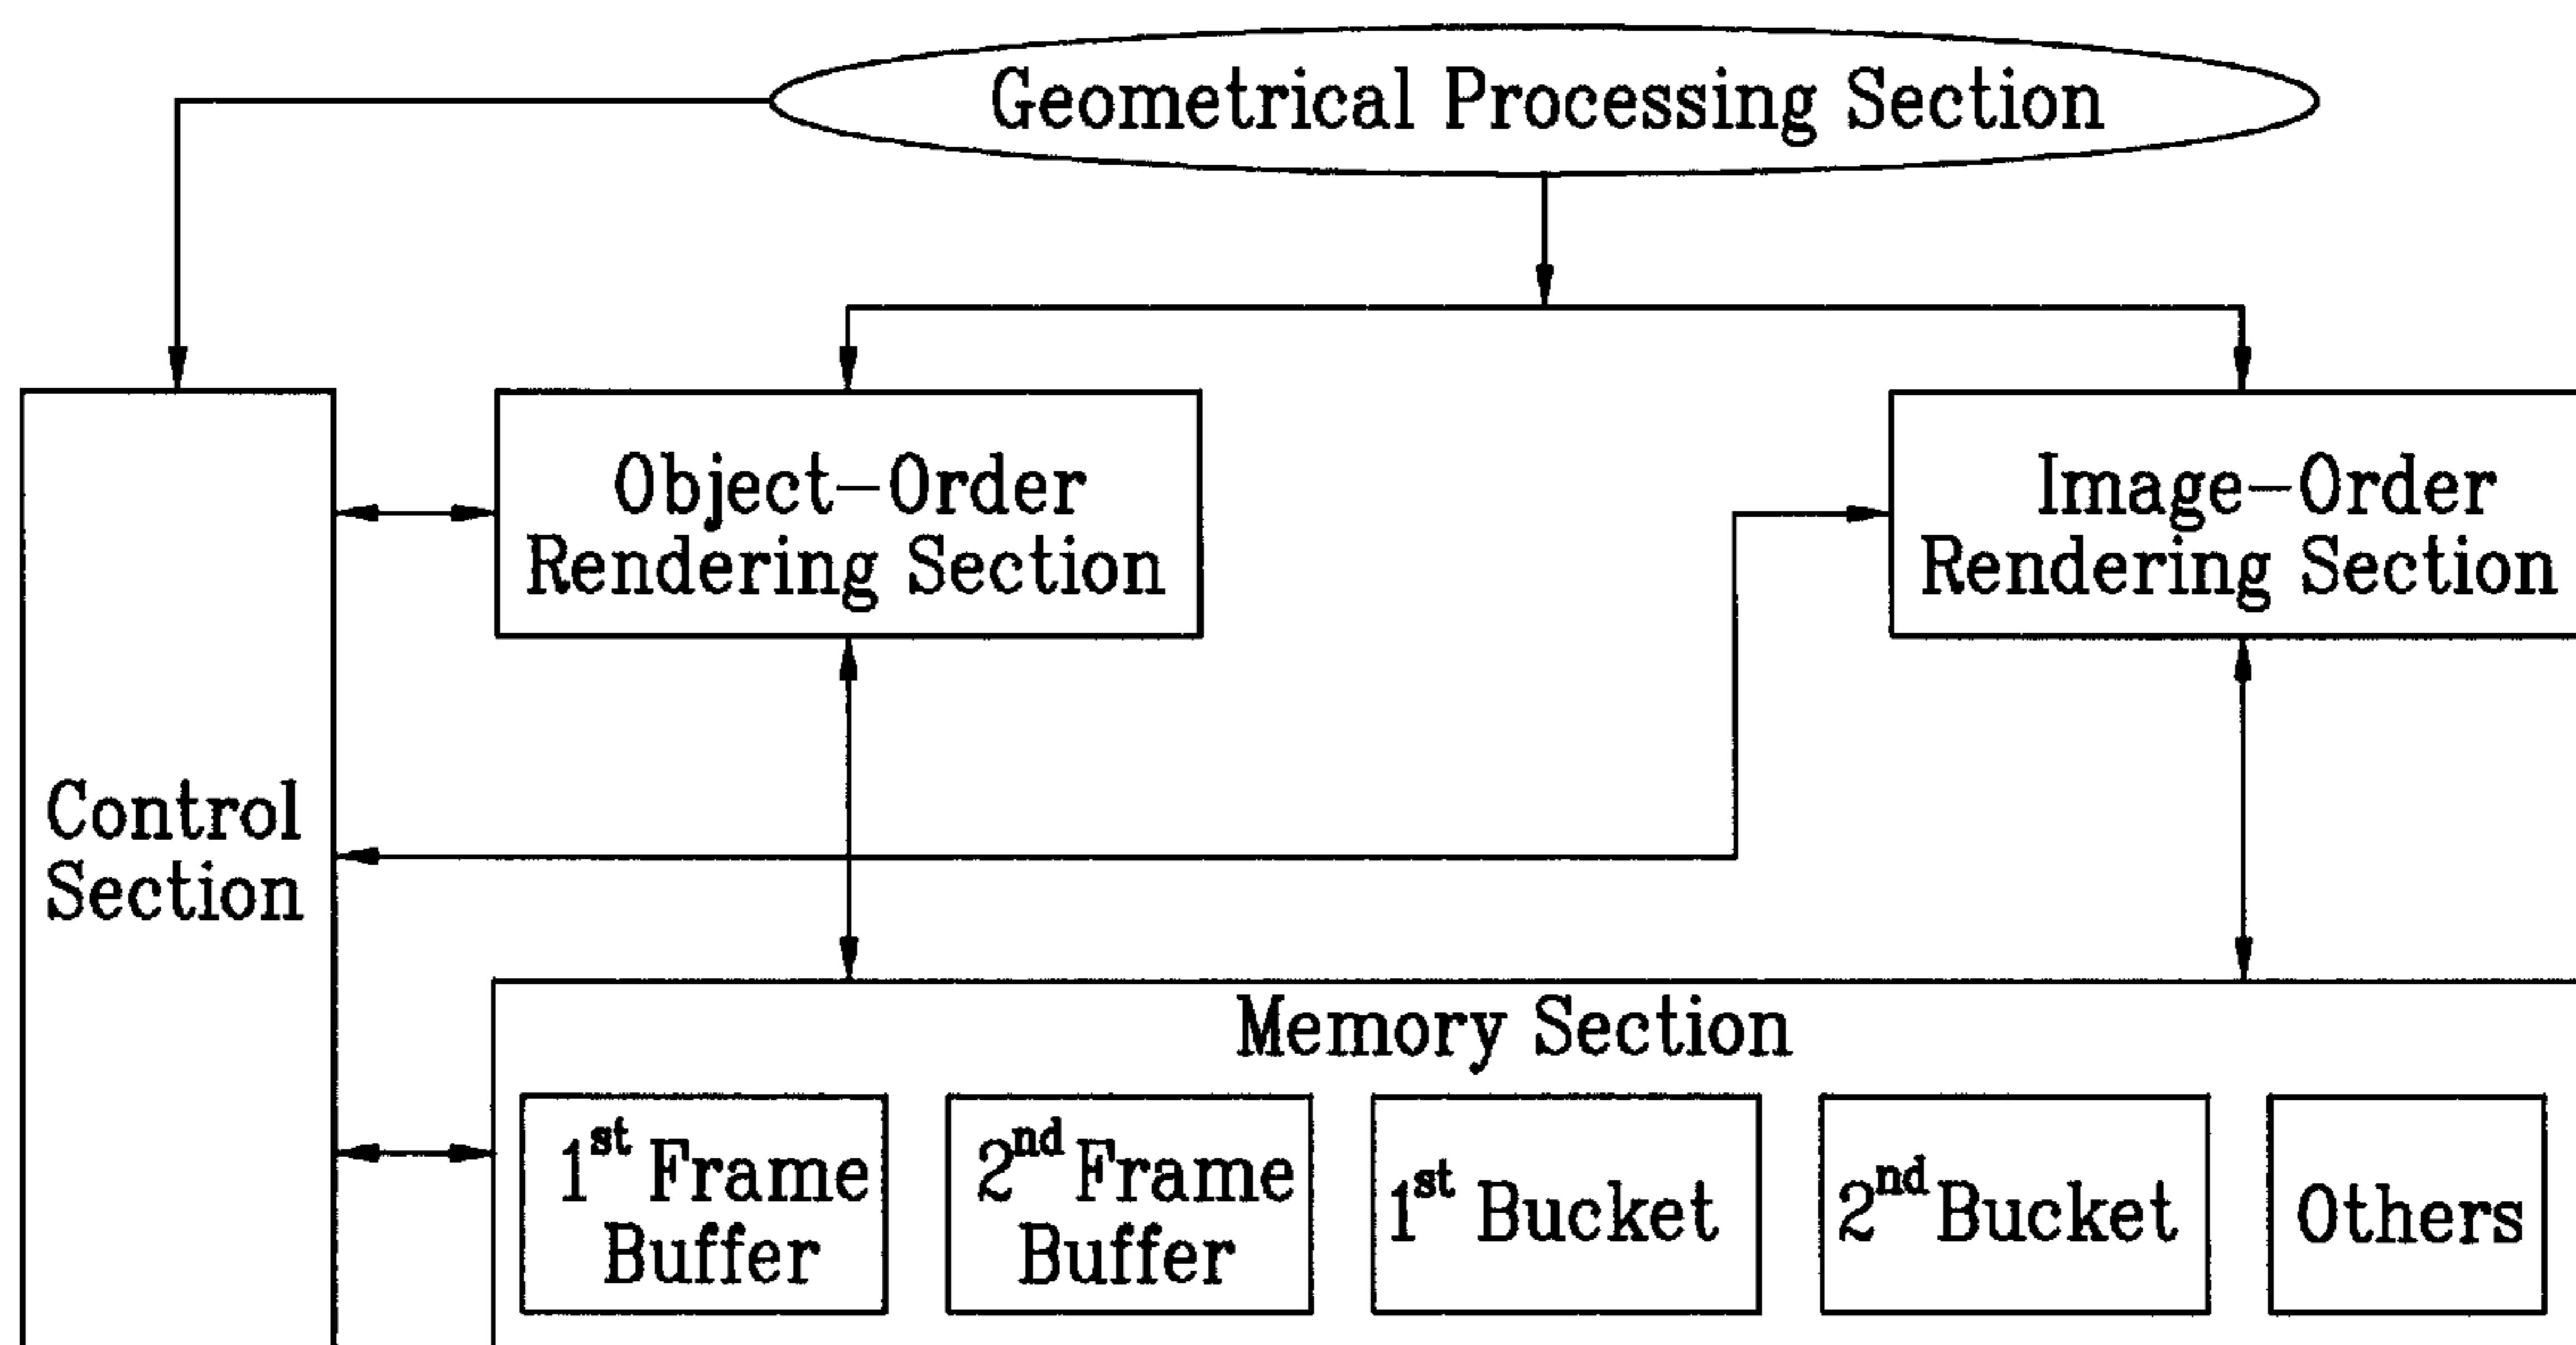 Geometrical Processing Section
Object-Order
Rendering Section
Image-Order
Rendering Section
Control
Section
Memory Section
1st Frame
Buffer
2nd Frame
Buffer
1st Bucket
2nd Bucket
Others